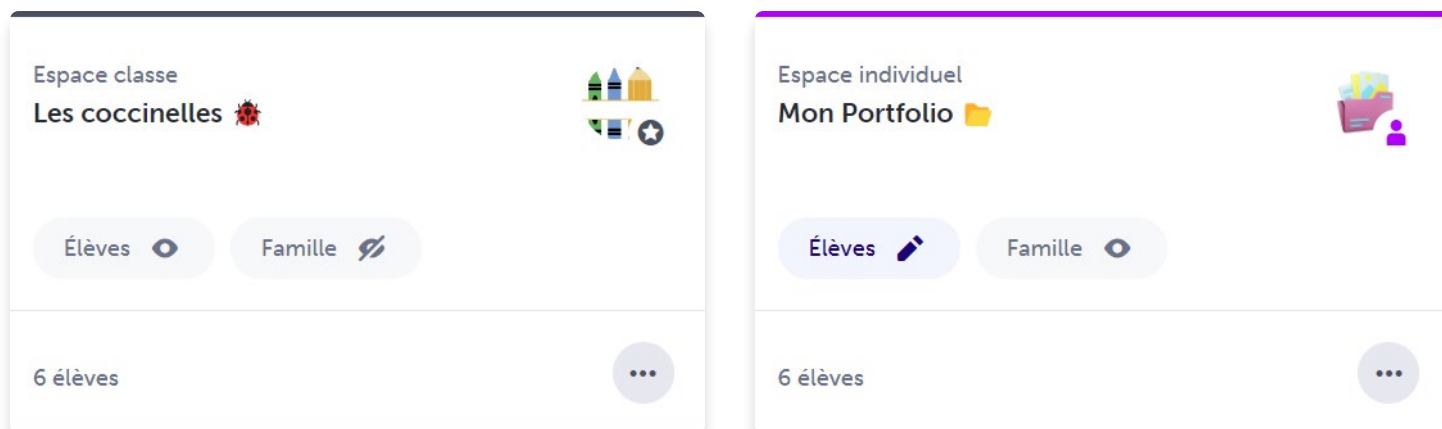 Espace classe
Les coccinelles 🐞
Élèves
Famille
6 élèves
Espace individuel
Mon Portfolio 📂
Élèves
Famille
6 élèves